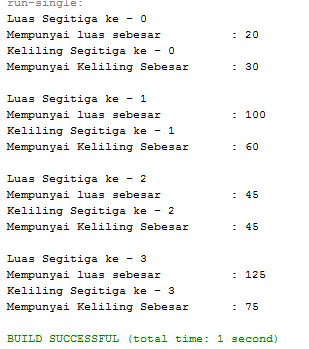 run-single:
Luas Segitiga ke - 0
Mempunyai luas sebesar : 20
Keliling Segitiga ke - 0
Mempunyai Keliling Sebesar : 30
Luas Segitiga ke - 1
Mempunyai luas sebesar : 100
Keliling Segitiga ke - 1
Mempunyai Keliling Sebesar : 60
Luas Segitiga ke - 2
Mempunyai luas sebesar : 45
Keliling Segitiga ke - 2
Mempunyai Keliling Sebesar : 45
Luas Segitiga ke - 3
Mempunyai luas sebesar : 125
Keliling Segitiga ke - 3
Mempunyai Keliling Sebesar : 75
BUILD SUCCESSFUL (total time: 1 second)